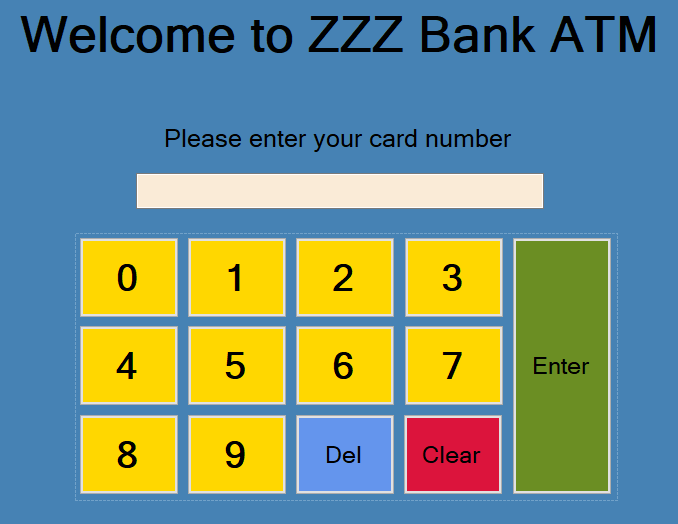 Welcome to ZZZ Bank ATM
Please enter your card number
0 1 2 3
4 5 6 7 Enter
8 9 Del Clear